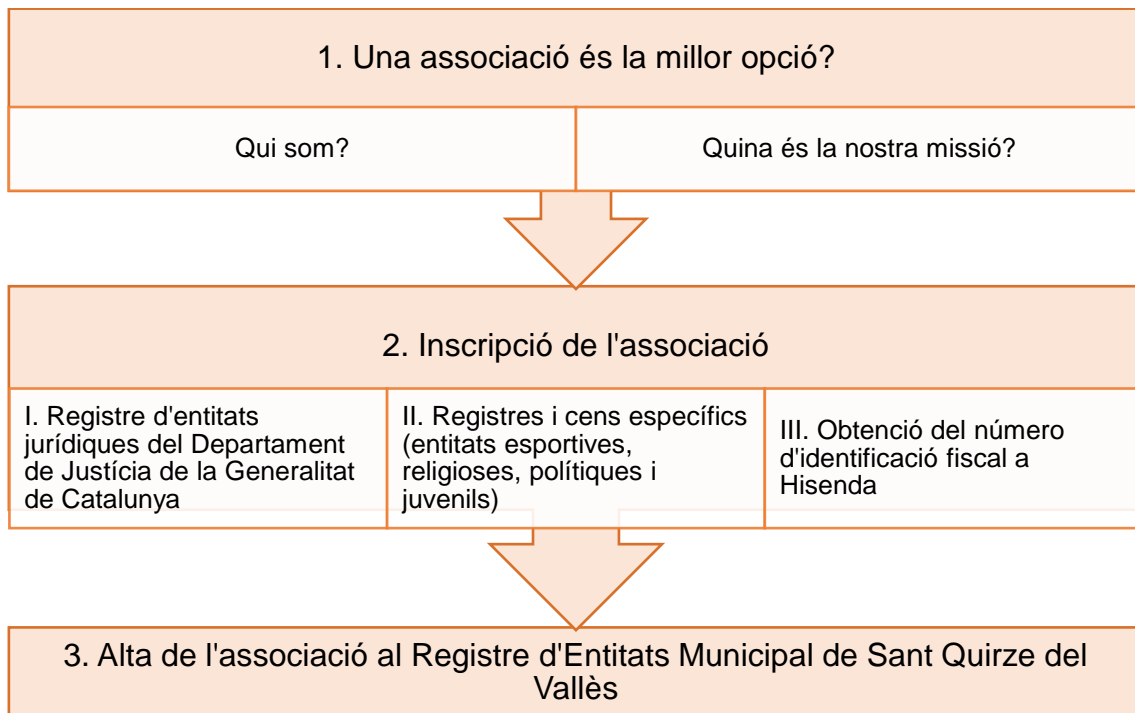 1. Una associació és la millor opció?
Qui som?
Quina és la nostra missió?
2. Inscripció de l'associació
I. Registre d'entitats
jurídiques del Departament
de Justícia de la Generalitat
de Catalunya
II. Registres i cens específics
(entitats esportives,
religioses, polítiques i
juvenils)
III. Obtenció del número
d'identificació fiscal a
Hisenda
3. Alta de l'associació al Registre d'Entitats Municipal de Sant Quirze del
Vallès